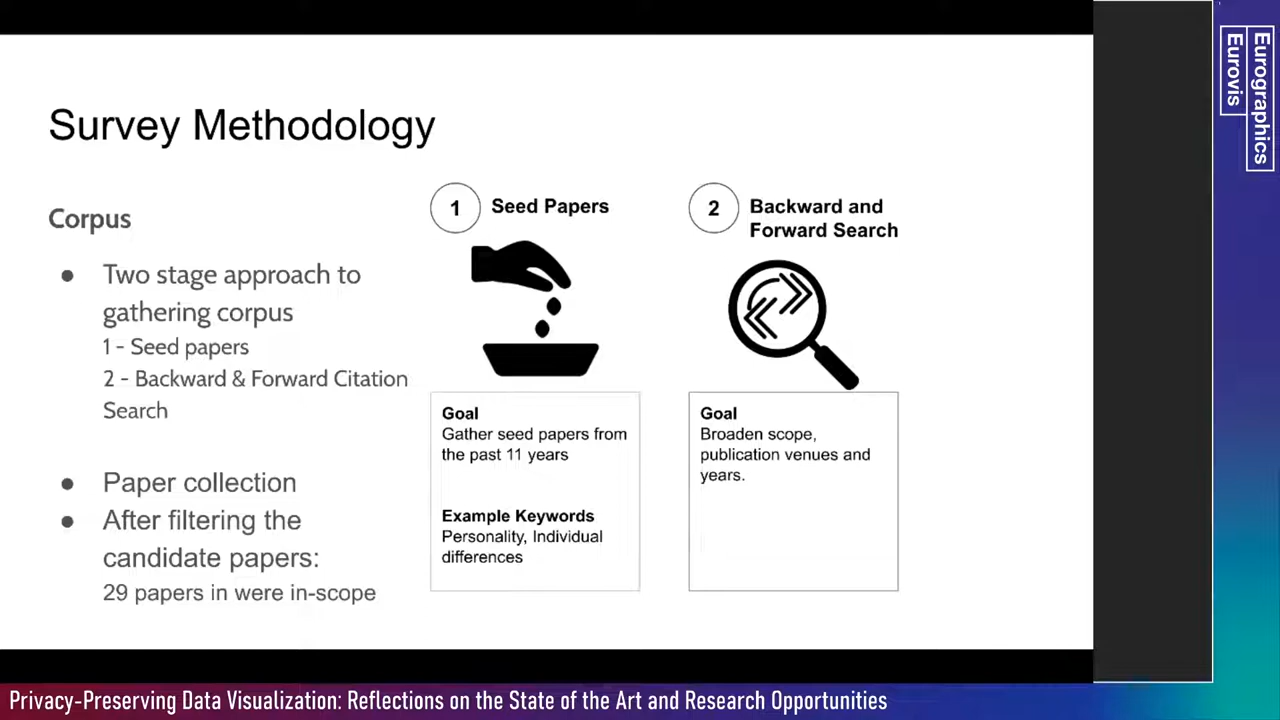 Survey Methodology
Corpus
● Two stage approach to
gathering corpus
1 - Seed papers
2 - Backward & Forward Citation
Search
● Paper collection
● After filtering the
candidate papers:
29 papers in were in-scope
1 Seed Papers
Goal
Gather seed papers from
the past 11 years
Example Keywords
Personality, Individual
differences
2 Backward and
Forward Search
Goal
Broaden scope,
publication venues and
years.
Eurographics
Eurovis
Privacy-Preserving Data Visualization: Reflections on the State of the Art and Research Opportunities